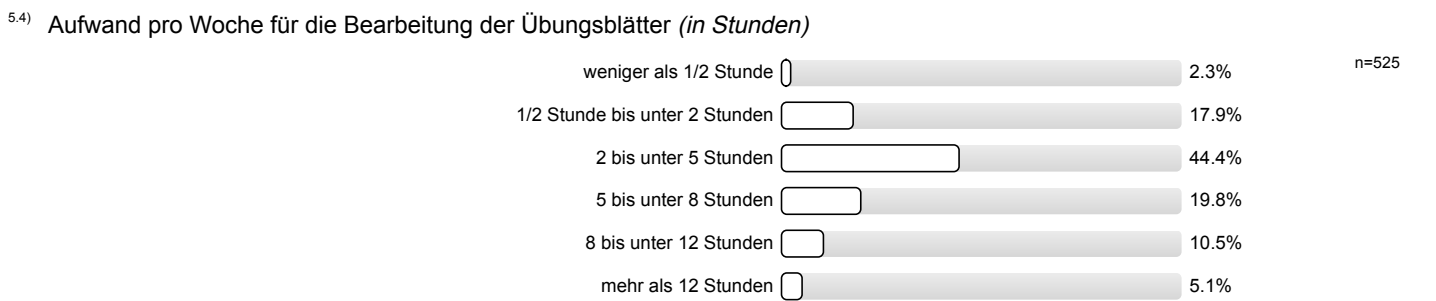 5.4) Aufwand pro Woche für die Bearbeitung der Übungsblätter (in Stunden)
weniger als 1/2 Stunde 2.3% n=525
1/2 Stunde bis unter 2 Stunden 17.9%
2 bis unter 5 Stunden 44.4%
5 bis unter 8 Stunden 19.8%
8 bis unter 12 Stunden 10.5%
mehr als 12 Stunden 5.1%